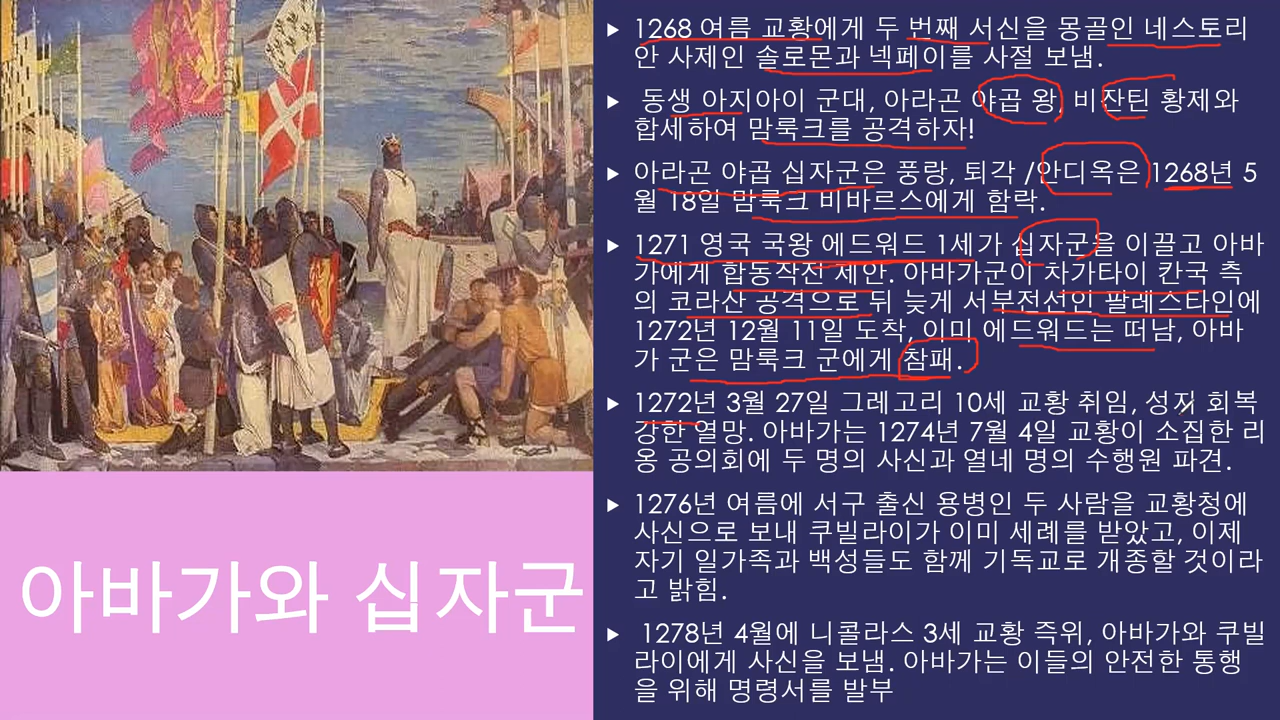 1268 여름 교황에게 두 번째 서신을 몽골인 네스토리
안 사제인 솔로몬과 넥페이를 사절 보냄.
동생 아지아이 군대, 아라곤 야곱 왕, 비잔틴 황제와
합세하여 맘룩크를 공격하자!
아라곤 야곱 십자군은 풍랑, 퇴각 /안디옥은 1268년 5
월 18일 맘룩크 비바르스에게 함락.
1271 영국 국왕 에드워드 1세가 십자군을 이끌고 아바
가에게 합동작전 제안. 아바가군이 차가타이 칸국 측
의 코라산 공격으로 뒤 늦게 서부전선인 팔레스타인에
1272년 12월 11일 도착, 이미 에드워드는 떠남, 아바
가 군은 맘룩크 군에게 참패.
1272년 3월 27일 그레고리 10세 교황 취임, 성지 회복
강한 열망. 아바가는 1274년 7월 4일 교황이 소집한 리
옹 공의회에 두 명의 사신과 열네 명의 수행원 파견.
1276년 여름에 서구 출신 용병인 두 사람을 교황청에
사신으로 보내 쿠빌라이가 이미 세례를 받았고, 이제
자기 일가족과 백성들도 함께 기독교로 개종할 것이라
고 밝힘.
1278년 4월에 니콜라스 3세 교황 즉위, 아바가와 쿠빌
라이에게 사신을 보냄. 아바가는 이들의 안전한 통행
을 위해 명령서를 발부
아바가와 십자군